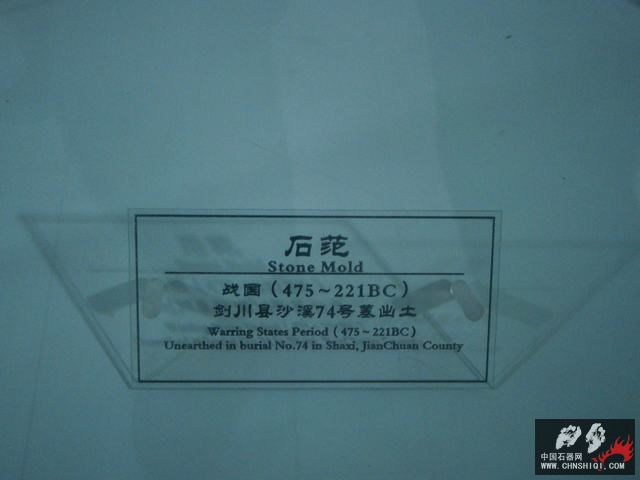 石范
Stone Mold
战国（475～221BC）
剑川县沙溪74号墓出土
Warring States Period（475～221BC）
Unearthed in burial No.74 in Shaxi, JianChuan County
中国石器网
WWW.CHNSHIQI.COM